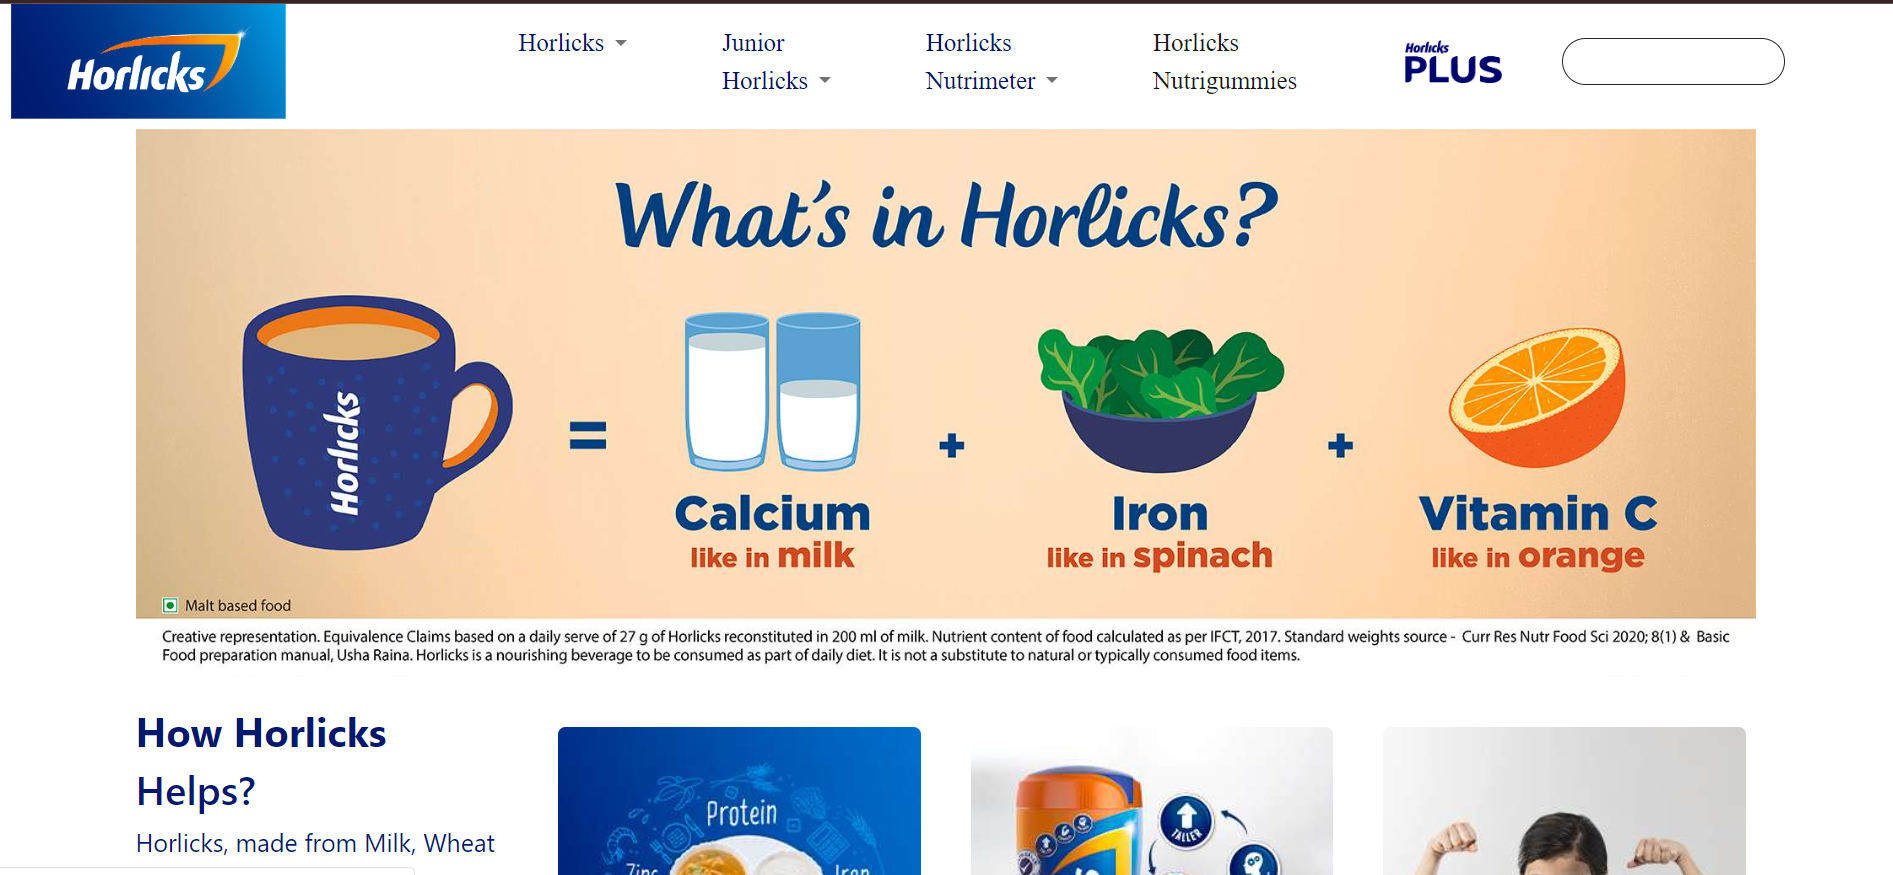 Horlicks
Horlicks
Junior
Horlicks
Horlicks
Nutrimeter
Horlicks
Nutrigummies
Horlicks
PLUS
What's in Horlicks?
Horlicks
=
+
+
Calcium
like in milk
Iron
like in spinach
Vitamin C
like in orange
Malt based food
Creative representation. Equivalence Claims based on a daily serve of 27 g of Horlicks reconstituted in 200 ml of milk. Nutrient content of food calculated as per IFCT, 2017. Standard weights source - Curr Res Nutr Food Sci 2020; 8(1) & Basic
Food preparation manual, Usha Raina. Horlicks is a nourishing beverage to be consumed as part of daily diet. It is not a substitute to natural or typically consumed food items.
How Horlicks
Helps?
Horlicks, made from Milk, Wheat
Protein
Zinc
Iron
TALLER